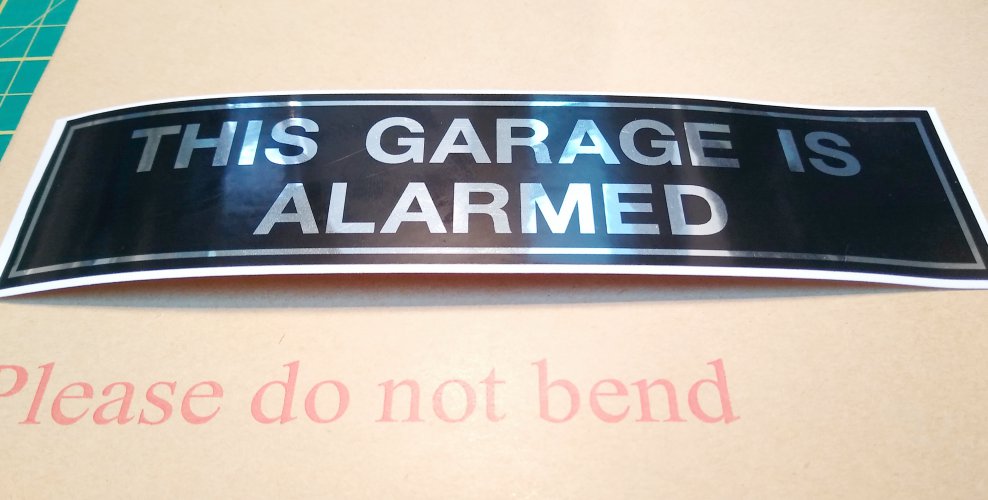 THIS GARAGE IS
ALARMED
Please do not bend